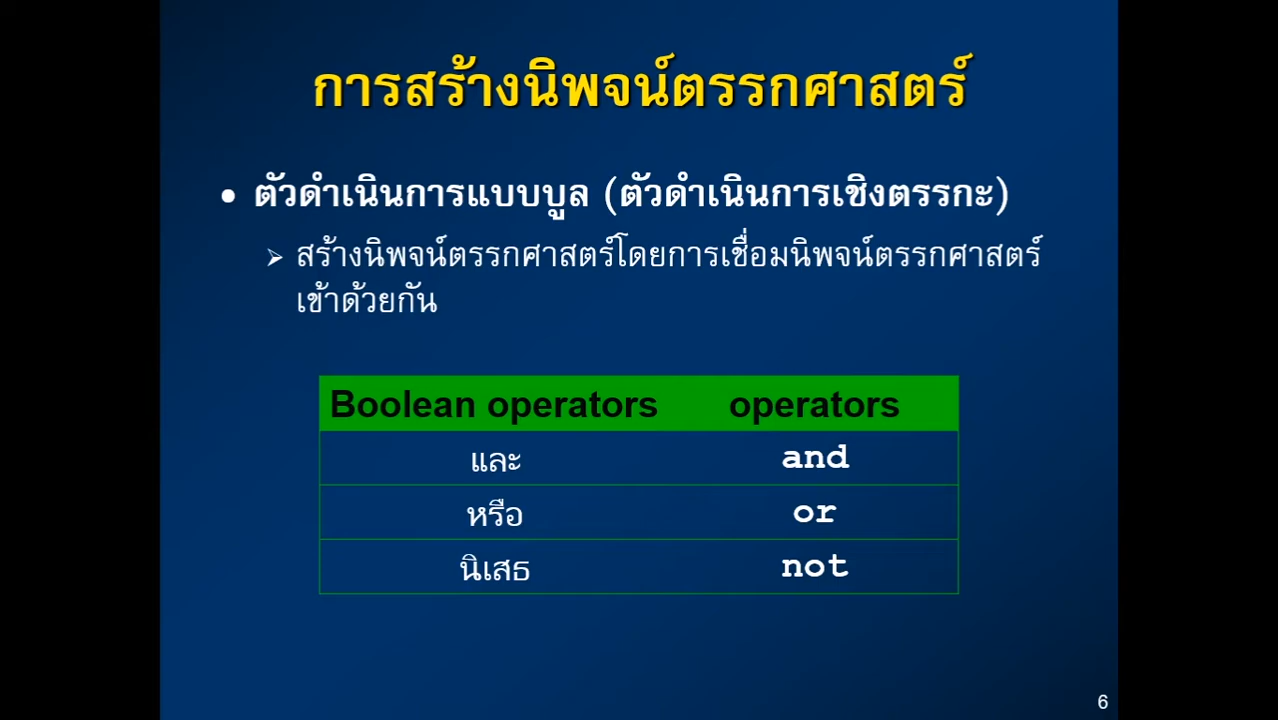 การสร้างนิพจน์ตรรกศาสตร์
• ตัวดำเนินการแบบบูล (ตัวดำเนินการเชิงตรรกะ)
➢ สร้างนิพจน์ตรรกศาสตร์โดยการเชื่อมนิพจน์ตรรกศาสตร์
เข้าด้วยกัน
Boolean operators operators
และ and
หรือ or
นิเสธ not
6